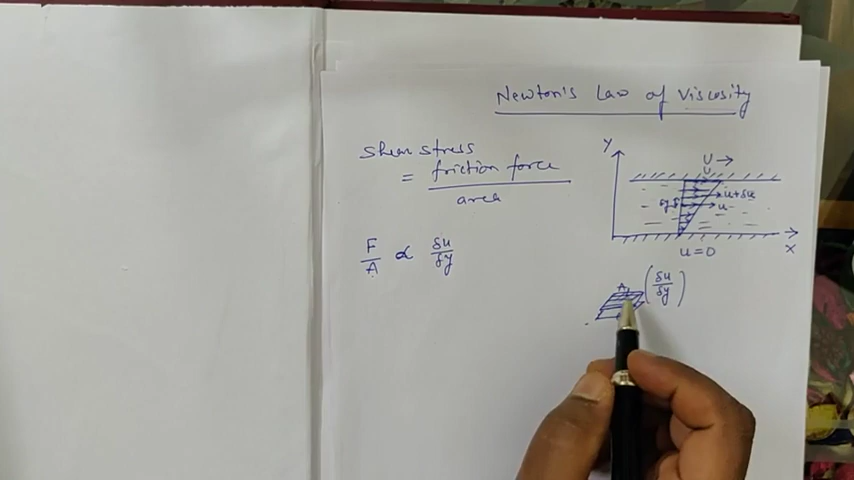 Newton's Law of Viscosity
Shear stress
= friction force
area
F/A ∝ δu/δy
Y
U →
U
u+δu
δy
u
u=0
X
A
(δu/δy)